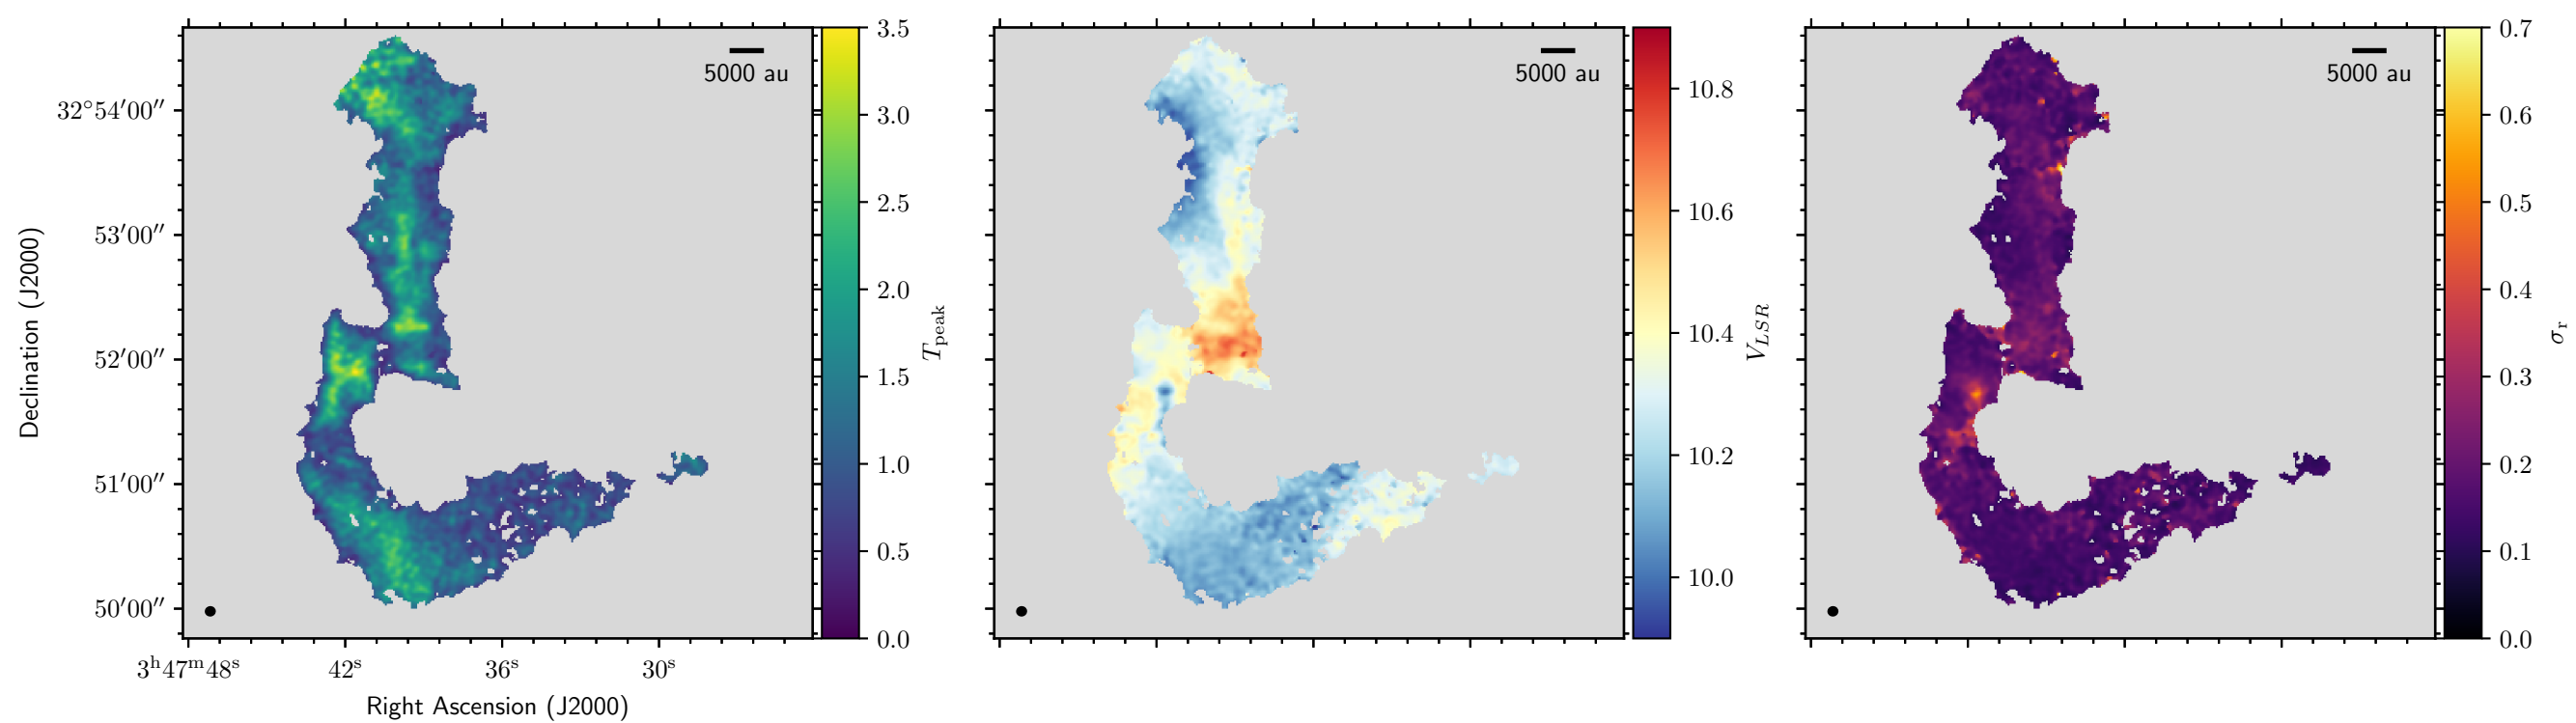 Declination (J2000)
32°54′00″
53′00″
52′00″
51′00″
50′00″
3ʰ47ᵐ48ˢ
42ˢ
36ˢ
30ˢ
Right Ascension (J2000)
5000 au
3.5
3.0
2.5
2.0
1.5
1.0
0.5
0.0
T_peak
5000 au
10.8
10.6
10.4
10.2
10.0
V_LSR
5000 au
0.7
0.6
0.5
0.4
0.3
0.2
0.1
0.0
σ_r